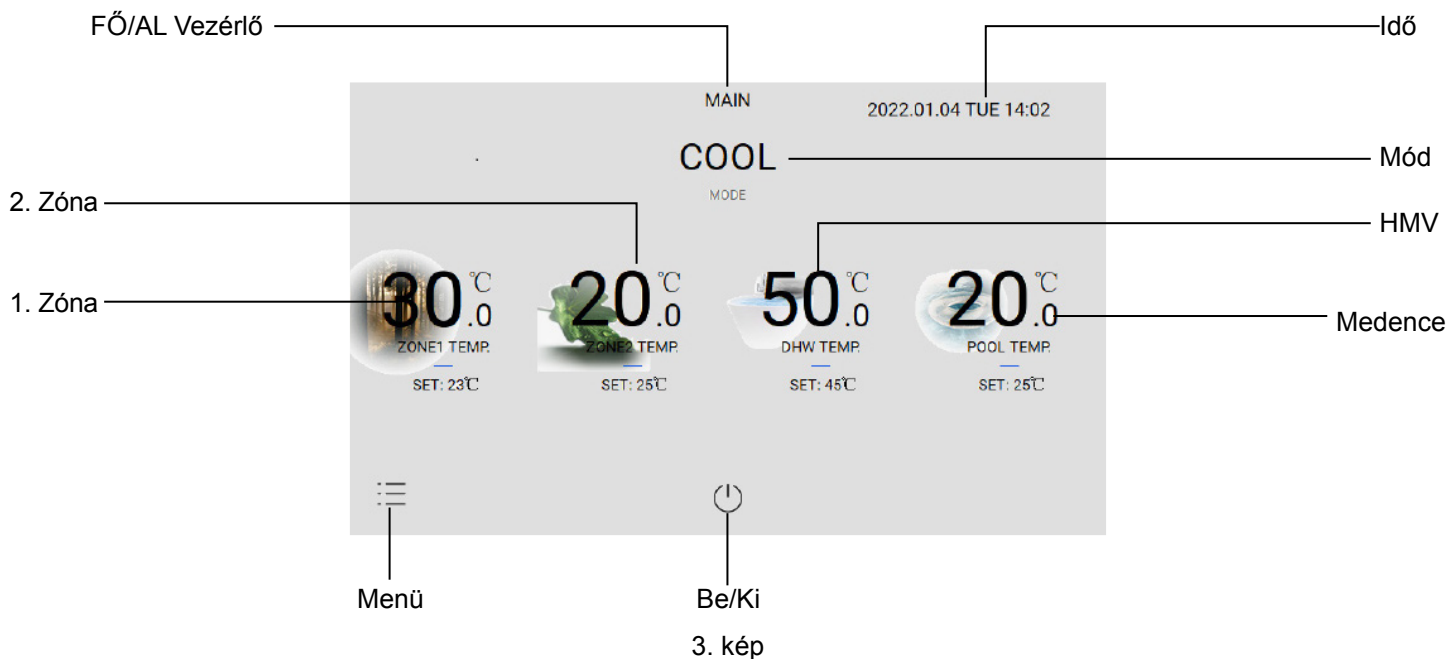 FŐ/AL Vezérlő
Idő
MAIN
2022.01.04 TUE 14:02
COOL
Mód
MODE
2. Zóna
HMV
30.0 °C
20.0 °C
50.0 °C
20.0 °C
1. Zóna
Medence
ZONE1 TEMP.
ZONE2 TEMP.
DHW TEMP.
POOL TEMP.
SET: 23℃
SET: 25℃
SET: 45℃
SET: 25℃
Menü
Be/Ki
3. kép